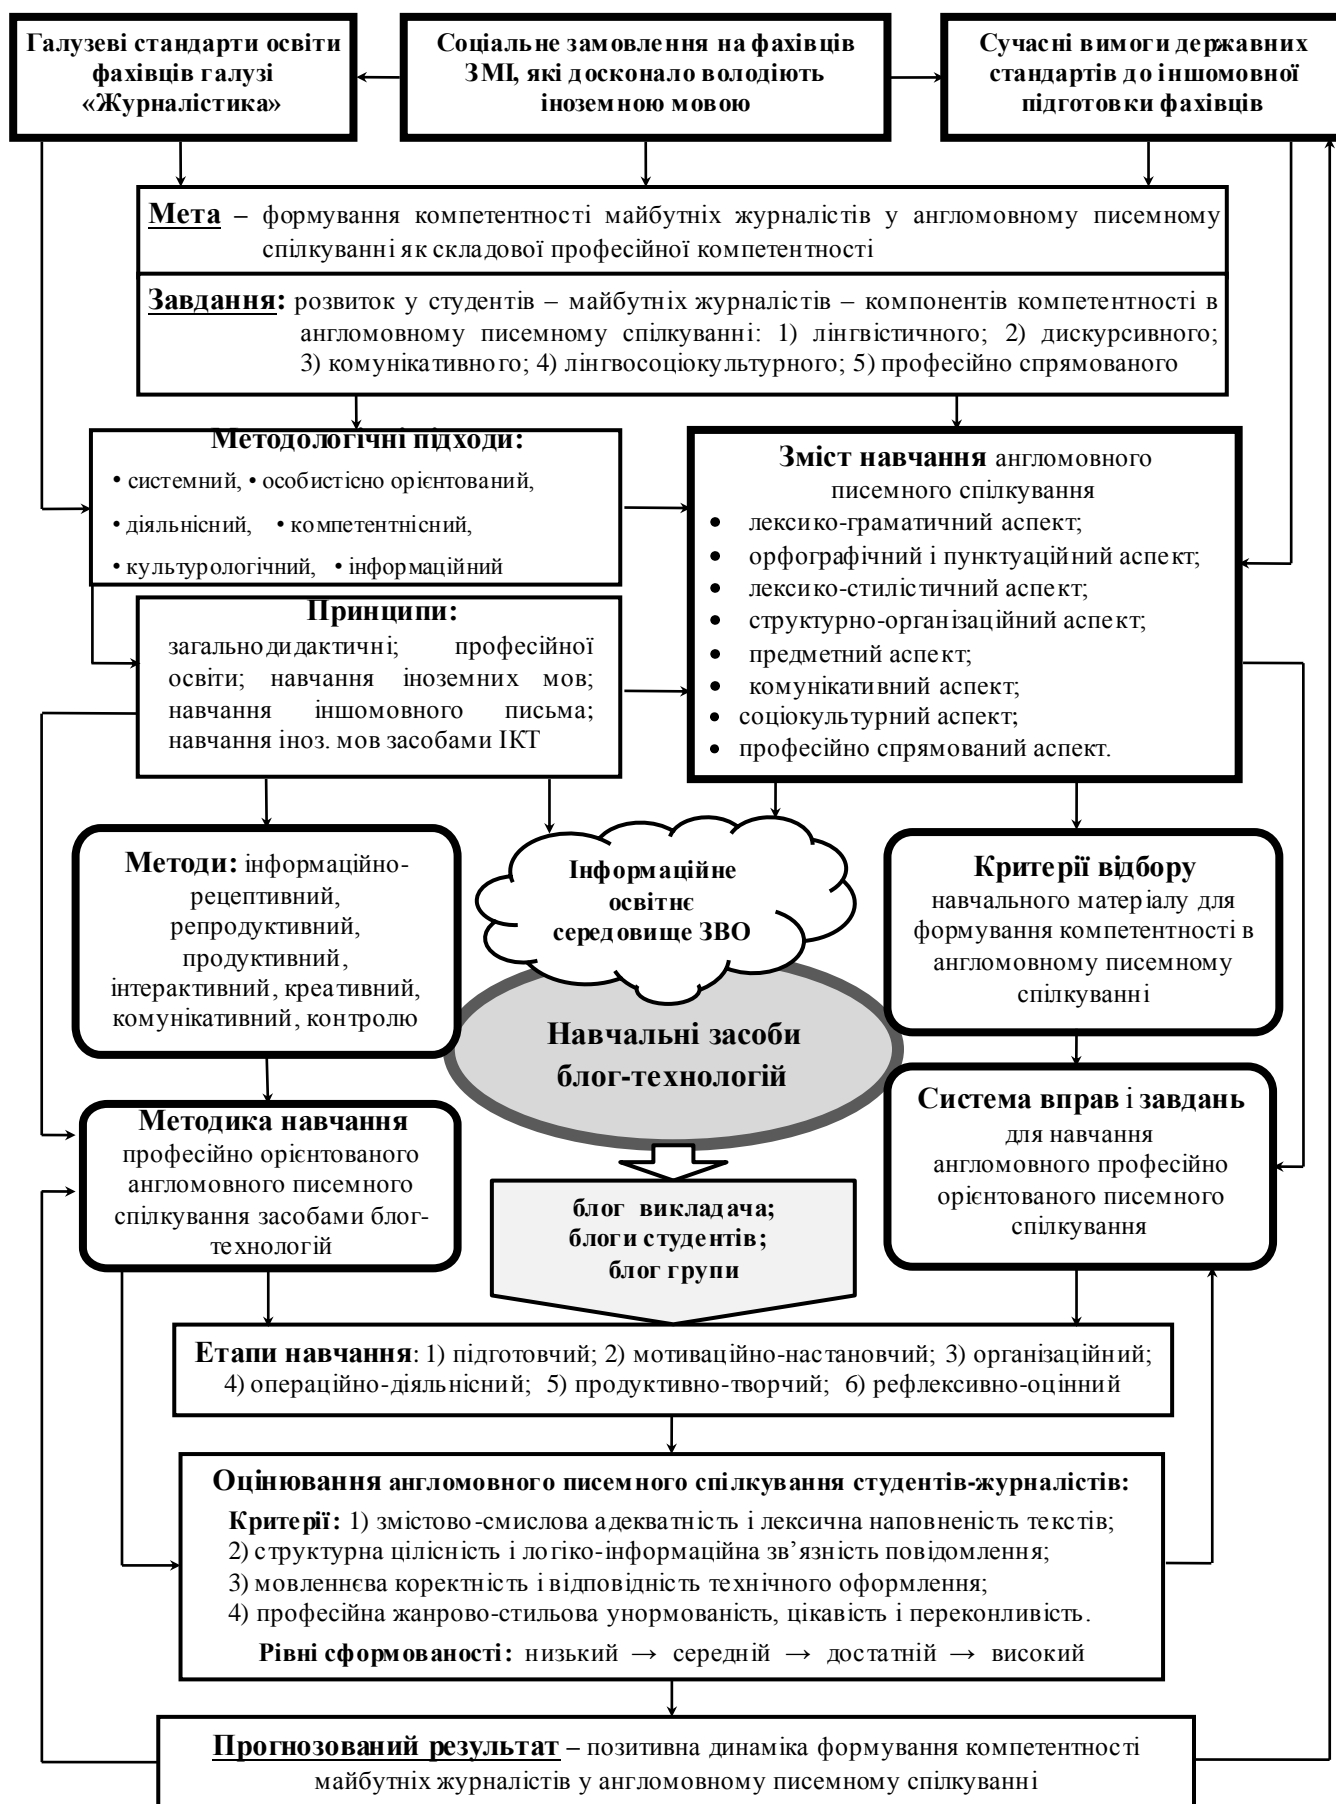 Галузеві стандарти освіти
фахівців галузі
«Журналістика»
Соціальне замовлення на фахівців
ЗМІ, які досконало володіють
іноземною мовою
Сучасні вимоги державних
стандартів до іншомовної
підготовки фахівців
Мета – формування компетентності майбутніх журналістів у англомовному писемному
спілкуванні як складової професійної компетентності
Завдання: розвиток у студентів – майбутніх журналістів – компонентів компетентності в
англомовному писемному спілкуванні: 1) лінгвістичного; 2) дискурсивного;
3) комунікативного; 4) лінгвосоціокультурного; 5) професійно спрямованого
Методологічні підходи:
• системний, • особистісно орієнтований,
• діяльнісний, • компетентнісний,
• культурологічний, • інформаційний
Зміст навчання англомовного
писемного спілкування
• лексико-граматичний аспект;
• орфографічний і пунктуаційний аспект;
• лексико-стилістичний аспект;
• структурно-організаційний аспект;
• предметний аспект;
• комунікативний аспект;
• соціокультурний аспект;
• професійно спрямований аспект.
Принципи:
загальнодидактичні; професійної
освіти; навчання іноземних мов;
навчання іншомовного письма;
навчання іноз. мов засобами ІКТ
Методи: інформаційно-
рецептивний,
репродуктивний,
продуктивний,
інтерактивний, креативний,
комунікативний, контролю
Інформаційне
освітнє
середовище ЗВО
Критерії відбору
навчального матеріалу для
формування компетентності в
англомовному писемному
спілкуванні
Навчальні засоби
блог-технологій
Методика навчання
професійно орієнтованого
англомовного писемного
спілкування засобами блог-
технологій
Система вправ і завдань
для навчання
англомовного професійно
орієнтованого писемного
спілкування
блог викладача;
блоги студентів;
блог групи
Етапи навчання: 1) підготовчий; 2) мотиваційно-настановчий; 3) організаційний;
4) операційно-діяльнісний; 5) продуктивно-творчий; 6) рефлексивно-оцінний
Оцінювання англомовного писемного спілкування студентів-журналістів:
Критерії: 1) змістово-смислова адекватність і лексична наповненість текстів;
2) структурна цілісність і логіко-інформаційна зв’язність повідомлення;
3) мовленнєва коректність і відповідність технічного оформлення;
4) професійна жанрово-стильова унормованість, цікавість і переконливість.
Рівні сформованості: низький → середній → достатній → високий
Прогнозований результат – позитивна динаміка формування компетентності
майбутніх журналістів у англомовному писемному спілкуванні